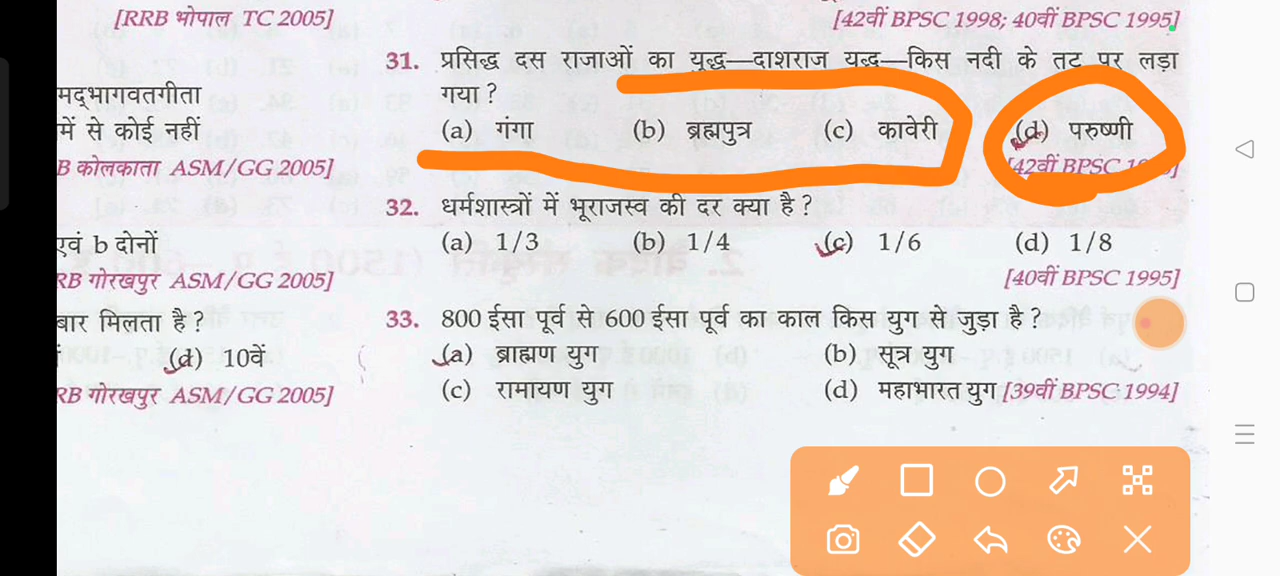 [RRB भोपाल TC 2005]
मद्भागवतगीता
में से कोई नहीं
B कोलकाता ASM/GG 2005]
एवं b दोनों
RB गोरखपुर ASM/GG 2005]
बार मिलता है?
(d) 10वें
RB गोरखपुर ASM/GG 2005]
[42वीं BPSC 1998; 40वीं BPSC 1995]
31. प्रसिद्ध दस राजाओं का युद्ध—दाशराज युद्ध—किस नदी के तट पर लड़ा
गया?
(a) गंगा (b) ब्रह्मपुत्र (c) कावेरी (d) परुष्णी
[42वीं BPSC
32. धर्मशास्त्रों में भूराजस्व की दर क्या है?
(a) 1/3 (b) 1/4 (c) 1/6 (d) 1/8
[40वीं BPSC 1995]
33. 800 ईसा पूर्व से 600 ईसा पूर्व का काल किस युग से जुड़ा है?
(a) ब्राह्मण युग (b) सूत्र युग
(c) रामायण युग (d) महाभारत युग [39वीं BPSC 1994]